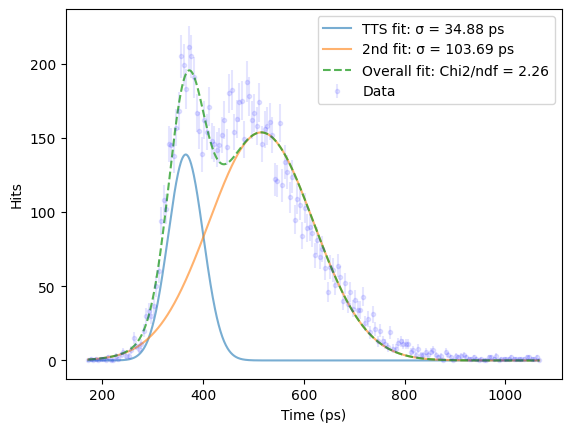 TTS fit: σ = 34.88 ps
2nd fit: σ = 103.69 ps
Overall fit: Chi2/ndf = 2.26
Data
Hits
200
150
100
50
0
200 400 600 800 1000
Time (ps)